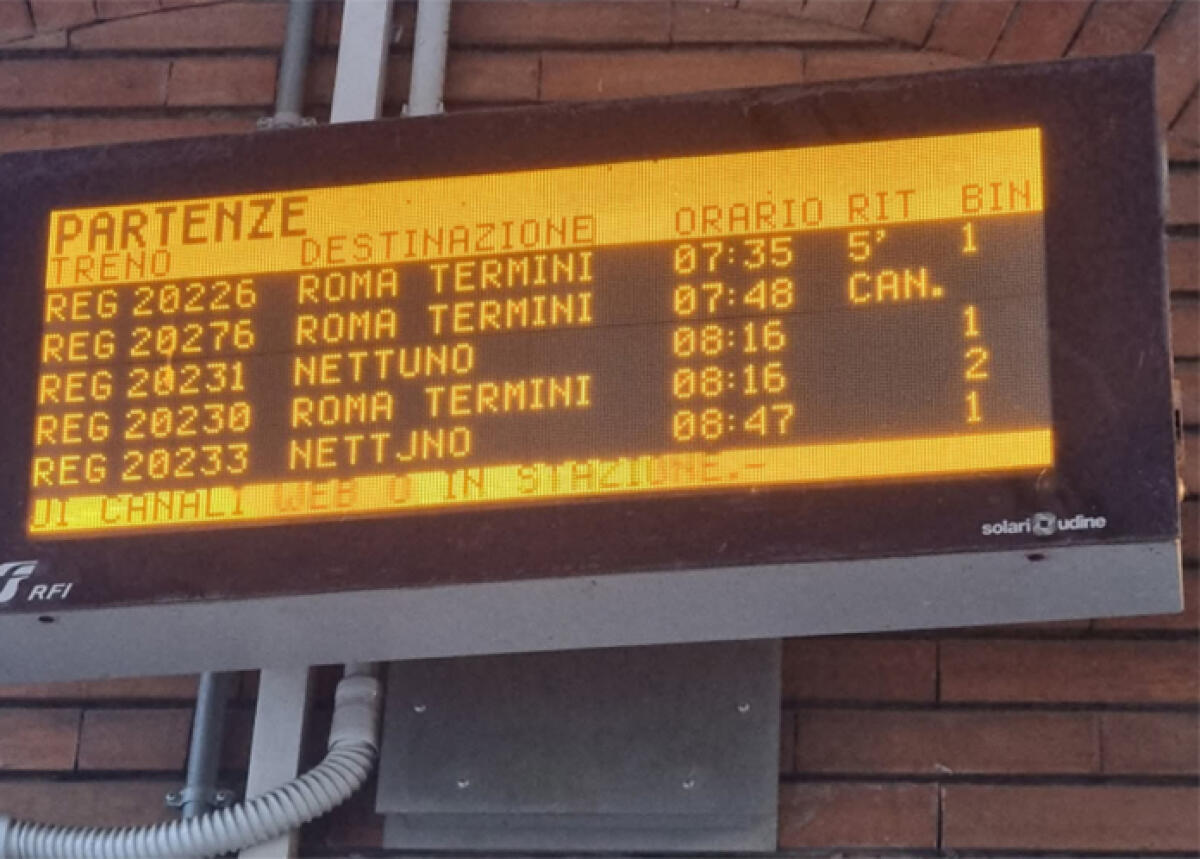 PARTENZE
TRENO DESTINAZIONE ORARIO RIT BIN
REG 20226 ROMA TERMINI 07:35 5' 1
REG 20276 ROMA TERMINI 07:48 CAN.
REG 20231 NETTUNO 08:16 1
REG 20230 ROMA TERMINI 08:16 2
REG 20233 NETTJNO 08:47 1
UI CANALI WEB O IN STAZIONE.-
solari udine
RFI